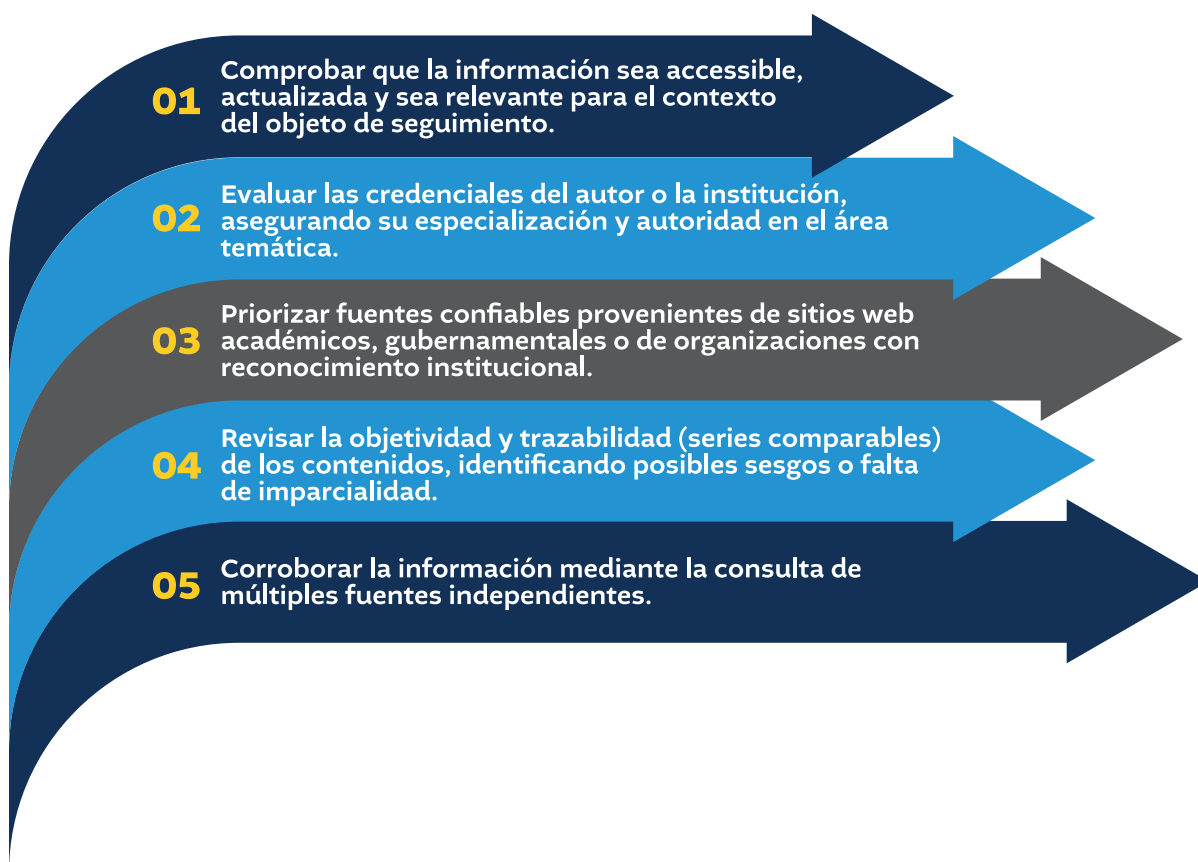 01
Comprobar que la información sea accessible,
actualizada y sea relevante para el contexto
del objeto de seguimiento.
02
Evaluar las credenciales del autor o la institución,
asegurando su especialización y autoridad en el área
temática.
03
Priorizar fuentes confiables provenientes de sitios web
académicos, gubernamentales o de organizaciones con
reconocimiento institucional.
04
Revisar la objetividad y trazabilidad (series comparables)
de los contenidos, identificando posibles sesgos o falta
de imparcialidad.
05
Corroborar la información mediante la consulta de
múltiples fuentes independientes.